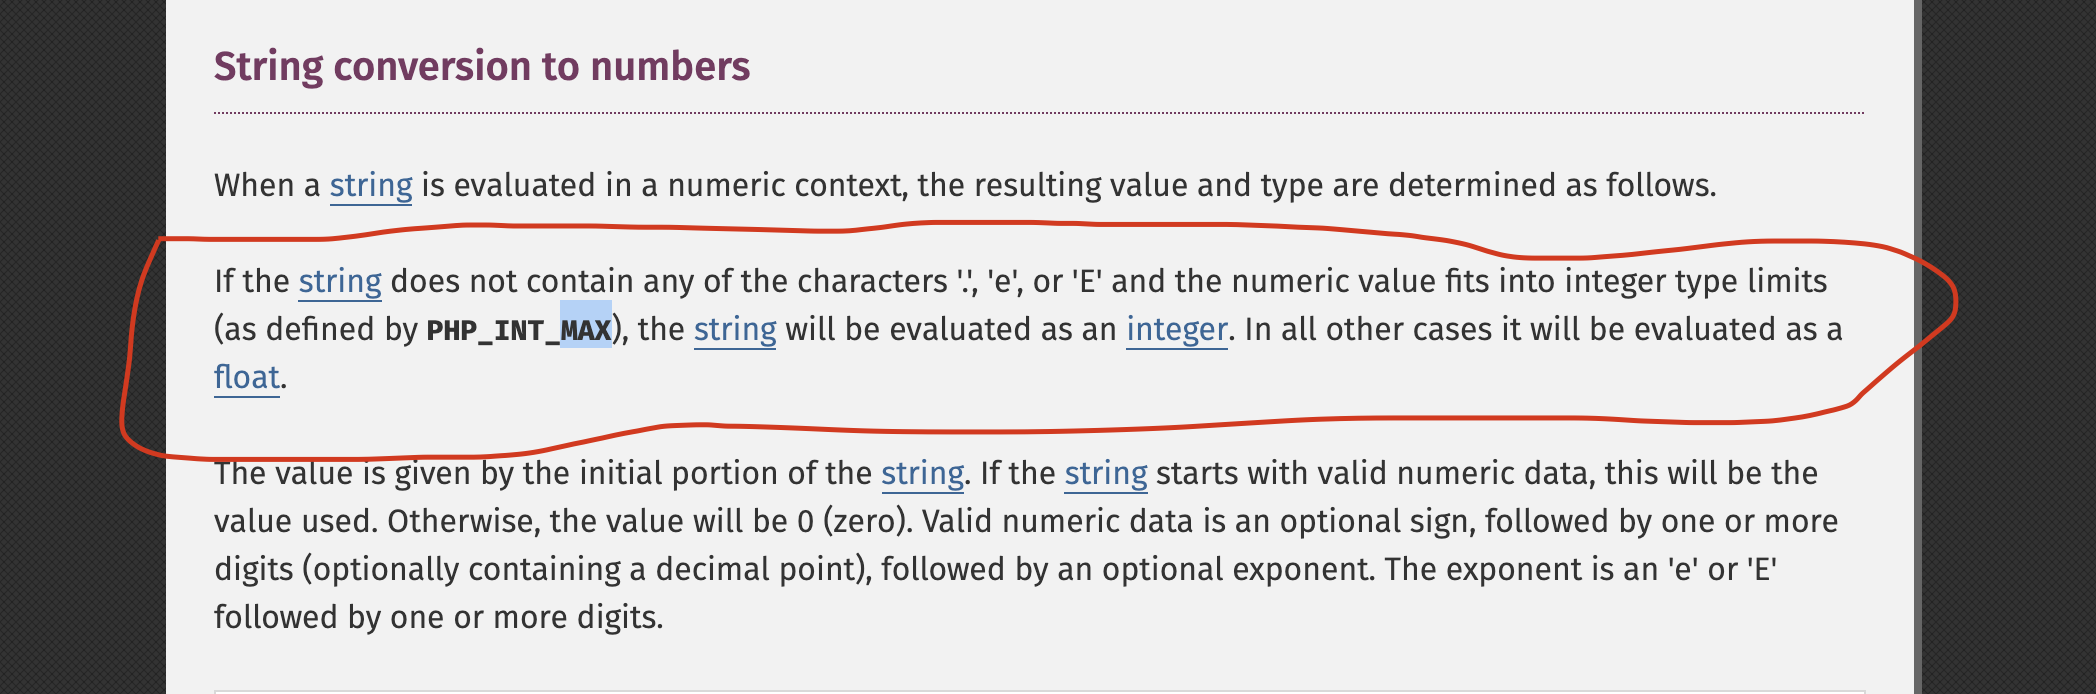 String conversion to numbers
When a string is evaluated in a numeric context, the resulting value and type are determined as follows.
If the string does not contain any of the characters '.', 'e', or 'E' and the numeric value fits into integer type limits
(as defined by PHP_INT_MAX), the string will be evaluated as an integer. In all other cases it will be evaluated as a
float.
The value is given by the initial portion of the string. If the string starts with valid numeric data, this will be the
value used. Otherwise, the value will be 0 (zero). Valid numeric data is an optional sign, followed by one or more
digits (optionally containing a decimal point), followed by an optional exponent. The exponent is an 'e' or 'E'
followed by one or more digits.